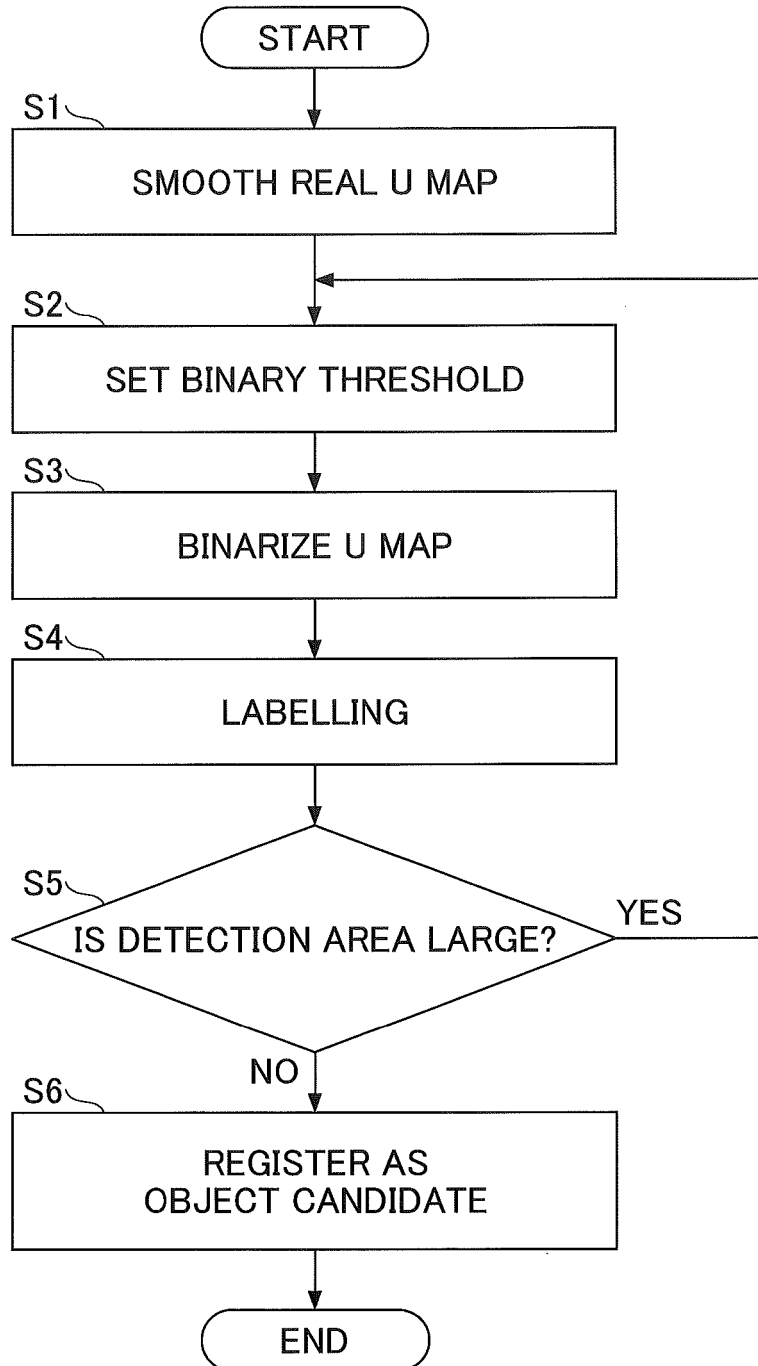 START
S1
SMOOTH REAL U MAP
S2
SET BINARY THRESHOLD
S3
BINARIZE U MAP
S4
LABELLING
S5
IS DETECTION AREA LARGE?
YES
NO
S6
REGISTER AS
OBJECT CANDIDATE
END